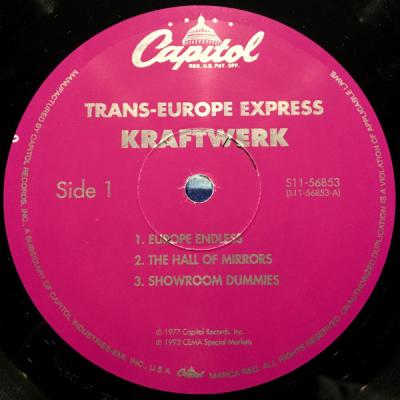 Capitol
REG. U.S. PAT. OFF.
TRANS-EUROPE EXPRESS
KRAFTWERK
Side 1
S11-56853
(S11-56853-A)
1. EUROPE ENDLESS
2. THE HALL OF MIRRORS
3. SHOWROOM DUMMIES
℗ 1977 Capitol Records, Inc.
© 1993 CEMA Special Markets
MANUFACTURED BY CAPITOL RECORDS, INC., A SUBSIDIARY OF CAPITOL INDUSTRIES-EMI, INC., U.S.A.
Capitol
MARCA REG. ALL RIGHTS RESERVED. UNAUTHORIZED DUPLICATION IS A VIOLATION OF APPLICABLE LAWS.